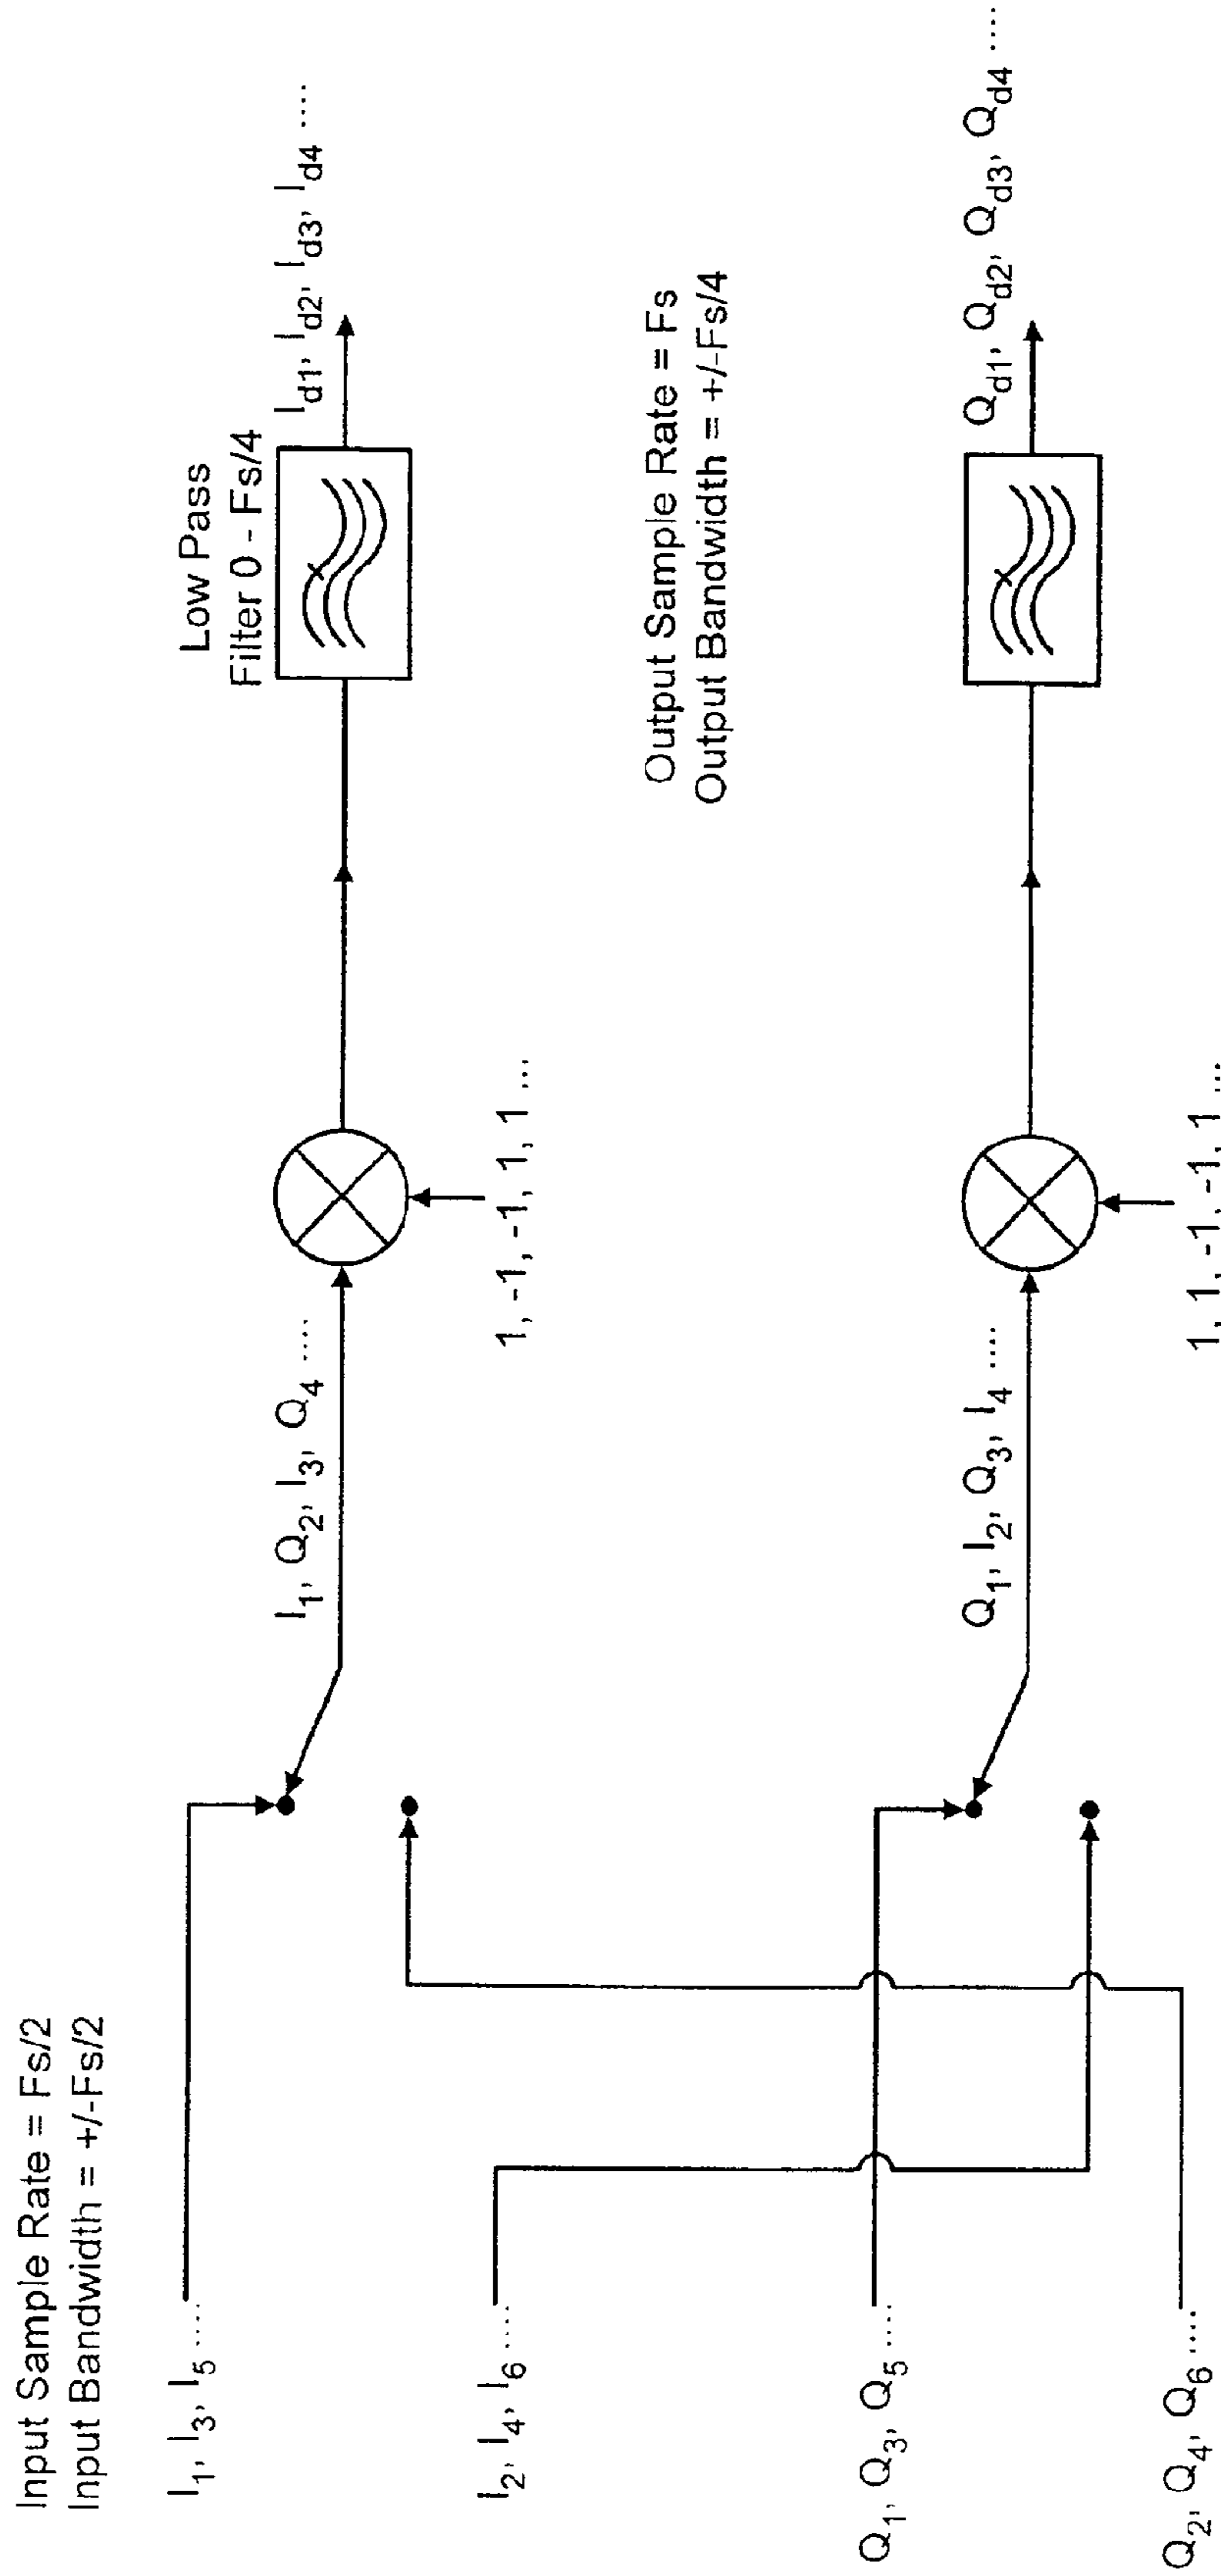 Input Sample Rate = Fs/2
Input Bandwidth = +/-Fs/2
I1, I3, I5 ....
I2, I4, I6 ....
Q1, Q3, Q5 ....
Q2, Q4, Q6 ....
I1, Q2, I3, Q4 ....
1, -1, -1, 1, 1 ...
Low Pass
Filter 0 - Fs/4
Id1, Id2, Id3, Id4 ....
Q1, I2, Q3, I4 ....
1, 1, -1, -1, 1 ...
Output Sample Rate = Fs
Output Bandwidth = +/-Fs/4
Qd1, Qd2, Qd3, Qd4 ....